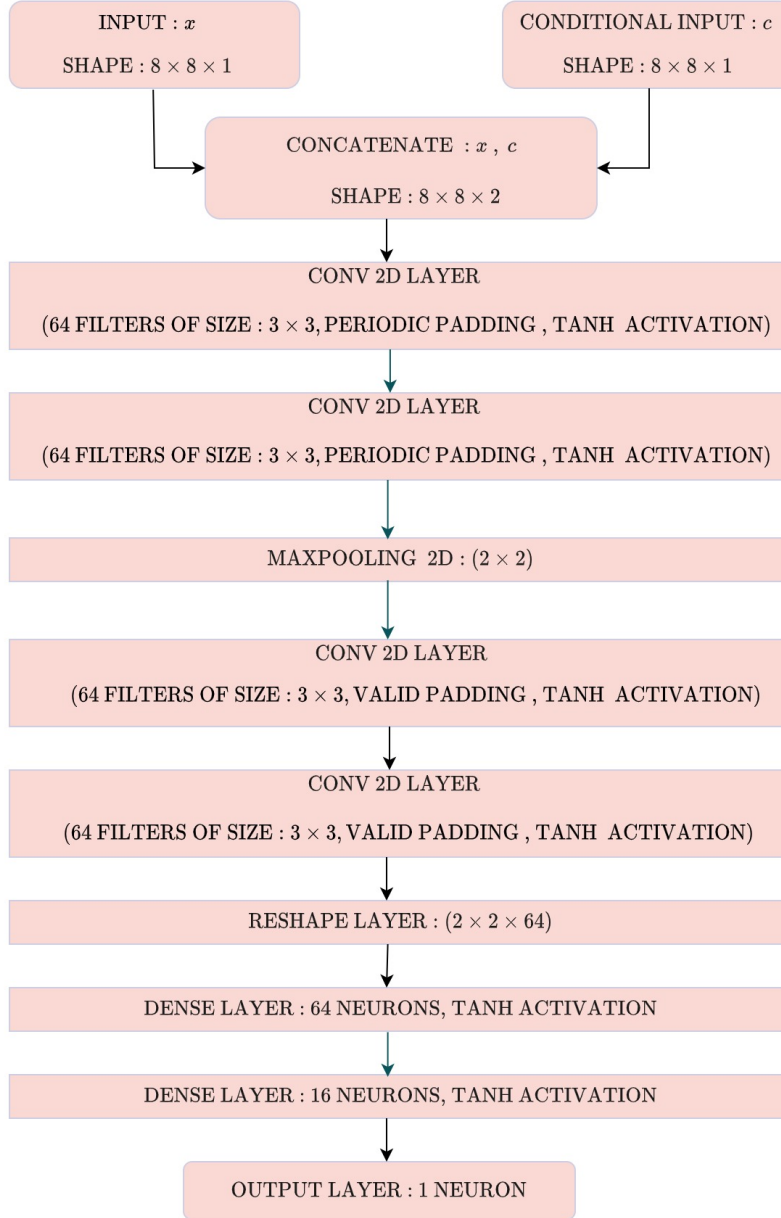 INPUT : x
SHAPE : 8 × 8 × 1
CONDITIONAL INPUT : c
SHAPE : 8 × 8 × 1
CONCATENATE : x , c
SHAPE : 8 × 8 × 2
CONV 2D LAYER
(64 FILTERS OF SIZE : 3 × 3, PERIODIC PADDING , TANH ACTIVATION)
CONV 2D LAYER
(64 FILTERS OF SIZE : 3 × 3, PERIODIC PADDING , TANH ACTIVATION)
MAXPOOLING 2D : (2 × 2)
CONV 2D LAYER
(64 FILTERS OF SIZE : 3 × 3, VALID PADDING , TANH ACTIVATION)
CONV 2D LAYER
(64 FILTERS OF SIZE : 3 × 3, VALID PADDING , TANH ACTIVATION)
RESHAPE LAYER : (2 × 2 × 64)
DENSE LAYER : 64 NEURONS, TANH ACTIVATION
DENSE LAYER : 16 NEURONS, TANH ACTIVATION
OUTPUT LAYER : 1 NEURON